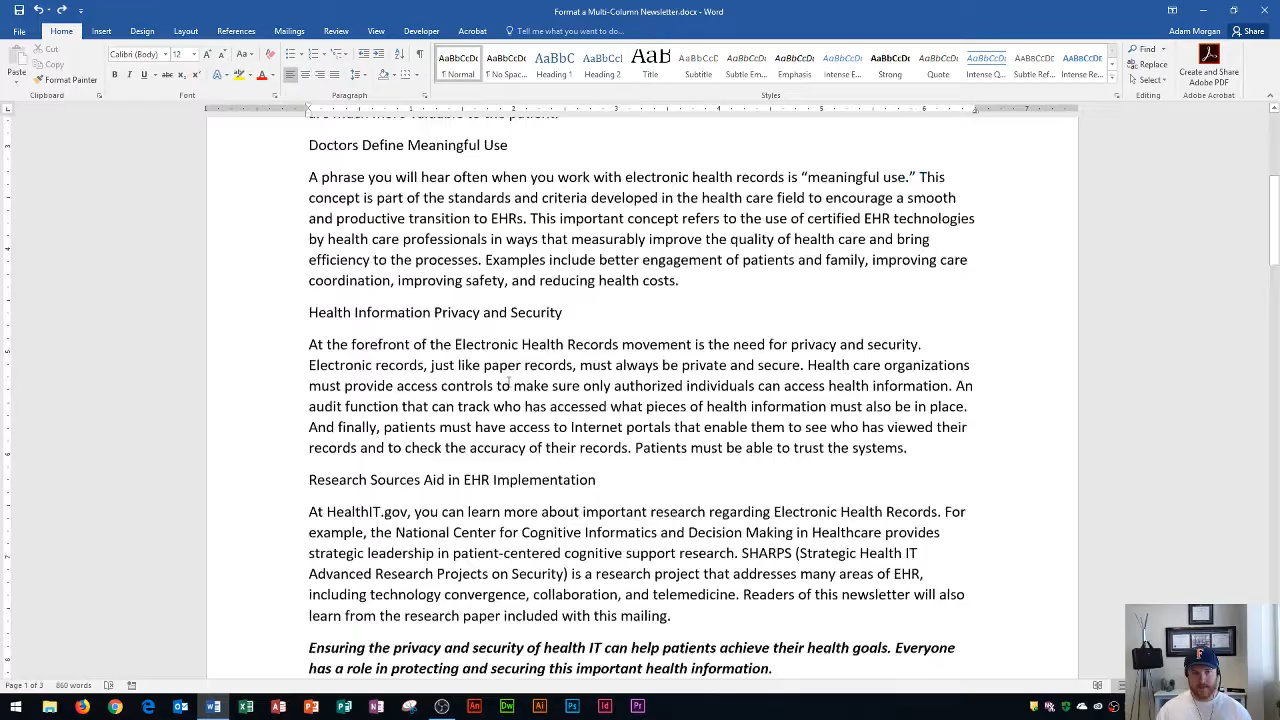 Format a Multi-Column Newsletter.docx - Word
File Home Insert Design Layout References Mailings Review View Developer Acrobat Tell me what you want to do... Adam Morgan Share
Cut
Copy
Paste
Format Painter
Clipboard
Calibri (Body) 12
Font
Paragraph
AaBbCcDc AaBbCcDc AaBbC AaBbCcI AaB AaBbCcDc AaBbCcDc AaBbCcDc AaBbCcDc AaBbCcDc AaBbCcDc AaBbCcDc AaBbCcDc AaBbCcDc
¶ Normal ¶ No Spac... Heading 1 Heading 2 Title Subtitle Subtle Em... Emphasis Intense E... Strong Quote Intense Q... Subtle Ref... Intense Re...
Styles
Find
Replace
Select
Editing
Create and Share
Adobe PDF
Adobe Acrobat
are much more valuable to the patient.
Doctors Define Meaningful Use
A phrase you will hear often when you work with electronic health records is “meaningful use.” This
concept is part of the standards and criteria developed in the health care field to encourage a smooth
and productive transition to EHRs. This important concept refers to the use of certified EHR technologies
by health care professionals in ways that measurably improve the quality of health care and bring
efficiency to the processes. Examples include better engagement of patients and family, improving care
coordination, improving safety, and reducing health costs.
Health Information Privacy and Security
At the forefront of the Electronic Health Records movement is the need for privacy and security.
Electronic records, just like paper records, must always be private and secure. Health care organizations
must provide access controls to make sure only authorized individuals can access health information. An
audit function that can track who has accessed what pieces of health information must also be in place.
And finally, patients must have access to Internet portals that enable them to see who has viewed their
records and to check the accuracy of their records. Patients must be able to trust the systems.
Research Sources Aid in EHR Implementation
At HealthIT.gov, you can learn more about important research regarding Electronic Health Records. For
example, the National Center for Cognitive Informatics and Decision Making in Healthcare provides
strategic leadership in patient-centered cognitive support research. SHARPS (Strategic Health IT
Advanced Research Projects on Security) is a research project that addresses many areas of EHR,
including technology convergence, collaboration, and telemedicine. Readers of this newsletter will also
learn from the research paper included with this mailing.
Ensuring the privacy and security of health IT can help patients achieve their health goals. Everyone
has a role in protecting and securing this important health information.
Page 1 of 3 860 words
An Dw Ai Ps Id Pr